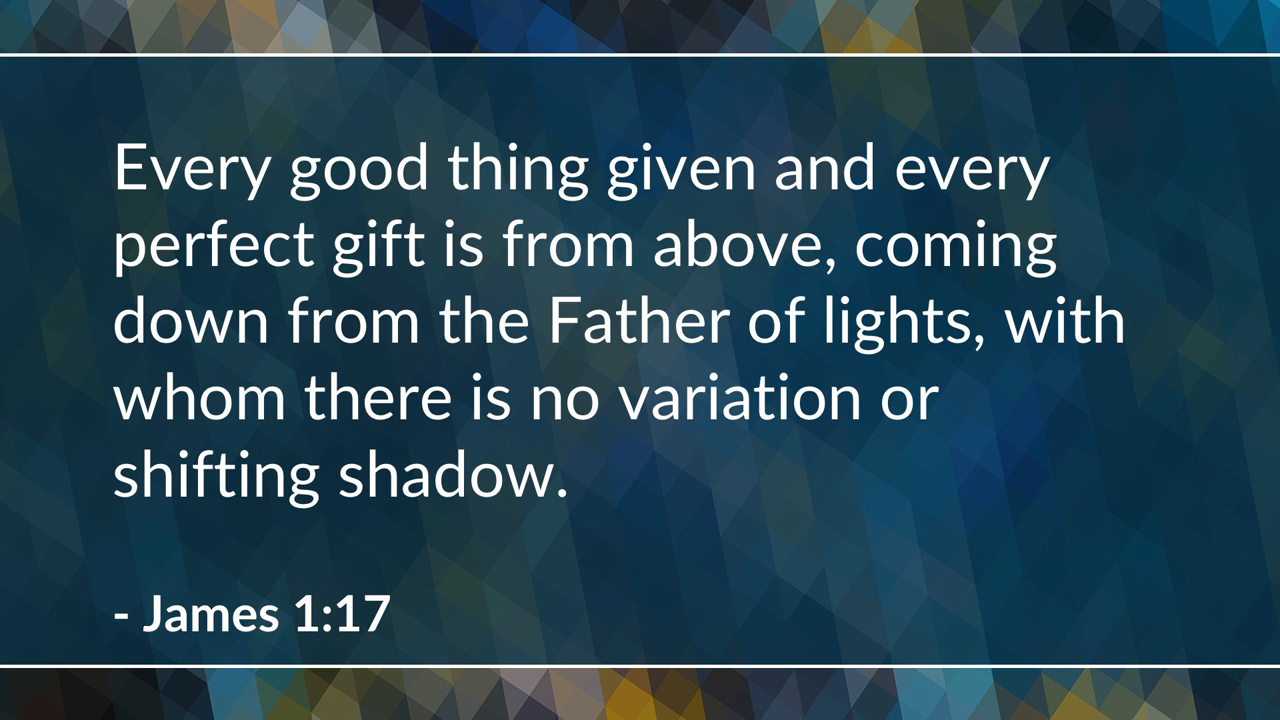 Every good thing given and every
perfect gift is from above, coming
down from the Father of lights, with
whom there is no variation or
shifting shadow.
- James 1:17